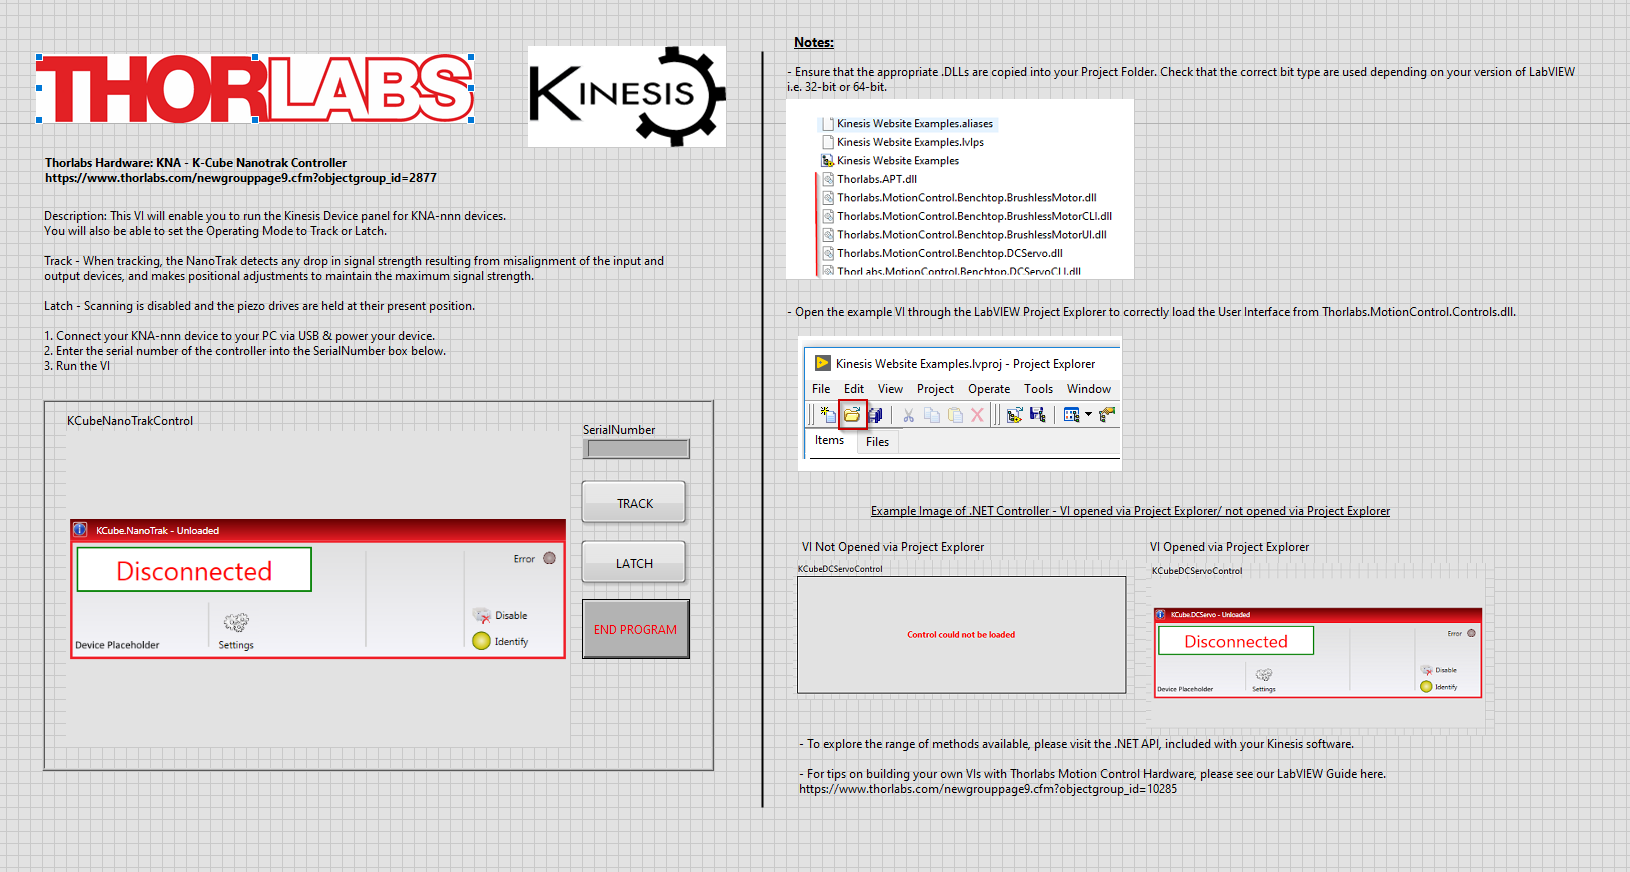 THORLABS
KINESIS
Thorlabs Hardware: KNA - K-Cube Nanotrak Controller
https://www.thorlabs.com/newgrouppage9.cfm?objectgroup_id=2877
Description: This VI will enable you to run the Kinesis Device panel for KNA-nnn devices.
You will also be able to set the Operating Mode to Track or Latch.
Track - When tracking, the NanoTrak detects any drop in signal strength resulting from misalignment of the input and
output devices, and makes positional adjustments to maintain the maximum signal strength.
Latch - Scanning is disabled and the piezo drives are held at their present position.
1. Connect your KNA-nnn device to your PC via USB & power your device.
2. Enter the serial number of the controller into the SerialNumber box below.
3. Run the VI
KCubeNanoTrakControl
KCube.NanoTrak - Unloaded
Disconnected
Error
Disable
Identify
Device Placeholder
Settings
SerialNumber
TRACK
LATCH
END PROGRAM
Notes:
- Ensure that the appropriate .DLLs are copied into your Project Folder. Check that the correct bit type are used depending on your version of LabVIEW
i.e. 32-bit or 64-bit.
Kinesis Website Examples.aliases
Kinesis Website Examples.lvlps
Kinesis Website Examples
Thorlabs.APT.dll
Thorlabs.MotionControl.Benchtop.BrushlessMotor.dll
Thorlabs.MotionControl.Benchtop.BrushlessMotorCLI.dll
Thorlabs.MotionControl.Benchtop.BrushlessMotorUI.dll
Thorlabs.MotionControl.Benchtop.DCServo.dll
ThorLabs.MotionControl.Benchtop.DCServoCLI.dll
- Open the example VI through the LabVIEW Project Explorer to correctly load the User Interface from Thorlabs.MotionControl.Controls.dll.
Kinesis Website Examples.lvproj - Project Explorer
File Edit View Project Operate Tools Window
Items Files
Example Image of .NET Controller - VI opened via Project Explorer/ not opened via Project Explorer
VI Not Opened via Project Explorer
KCubeDCServoControl
Control could not be loaded
VI Opened via Project Explorer
KCubeDCServoControl
KCube.DCServo - Unloaded
Disconnected
Error
Disable
Identify
Device Placeholder
Settings
- To explore the range of methods available, please visit the .NET API, included with your Kinesis software.
- For tips on building your own VIs with Thorlabs Motion Control Hardware, please see our LabVIEW Guide here.
https://www.thorlabs.com/newgrouppage9.cfm?objectgroup_id=10285